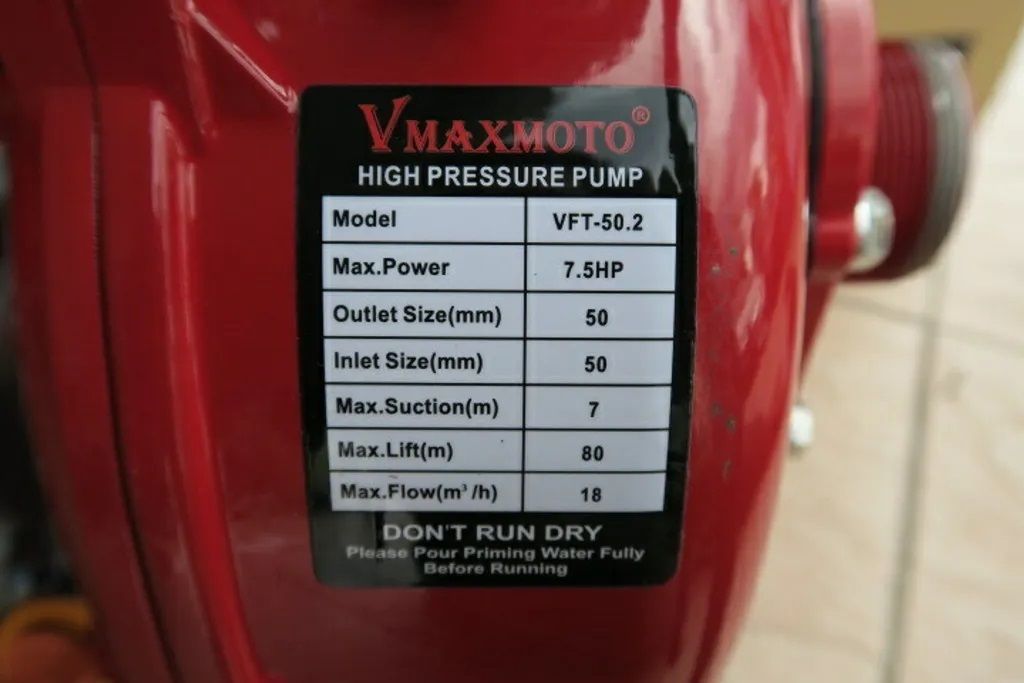 VMAXMOTO®
HIGH PRESSURE PUMP
Model VFT-50.2
Max.Power 7.5HP
Outlet Size(mm) 50
Inlet Size(mm) 50
Max.Suction(m) 7
Max.Lift(m) 80
Max.Flow(m³/h) 18
DON'T RUN DRY
Please Pour Priming Water Fully
Before Running